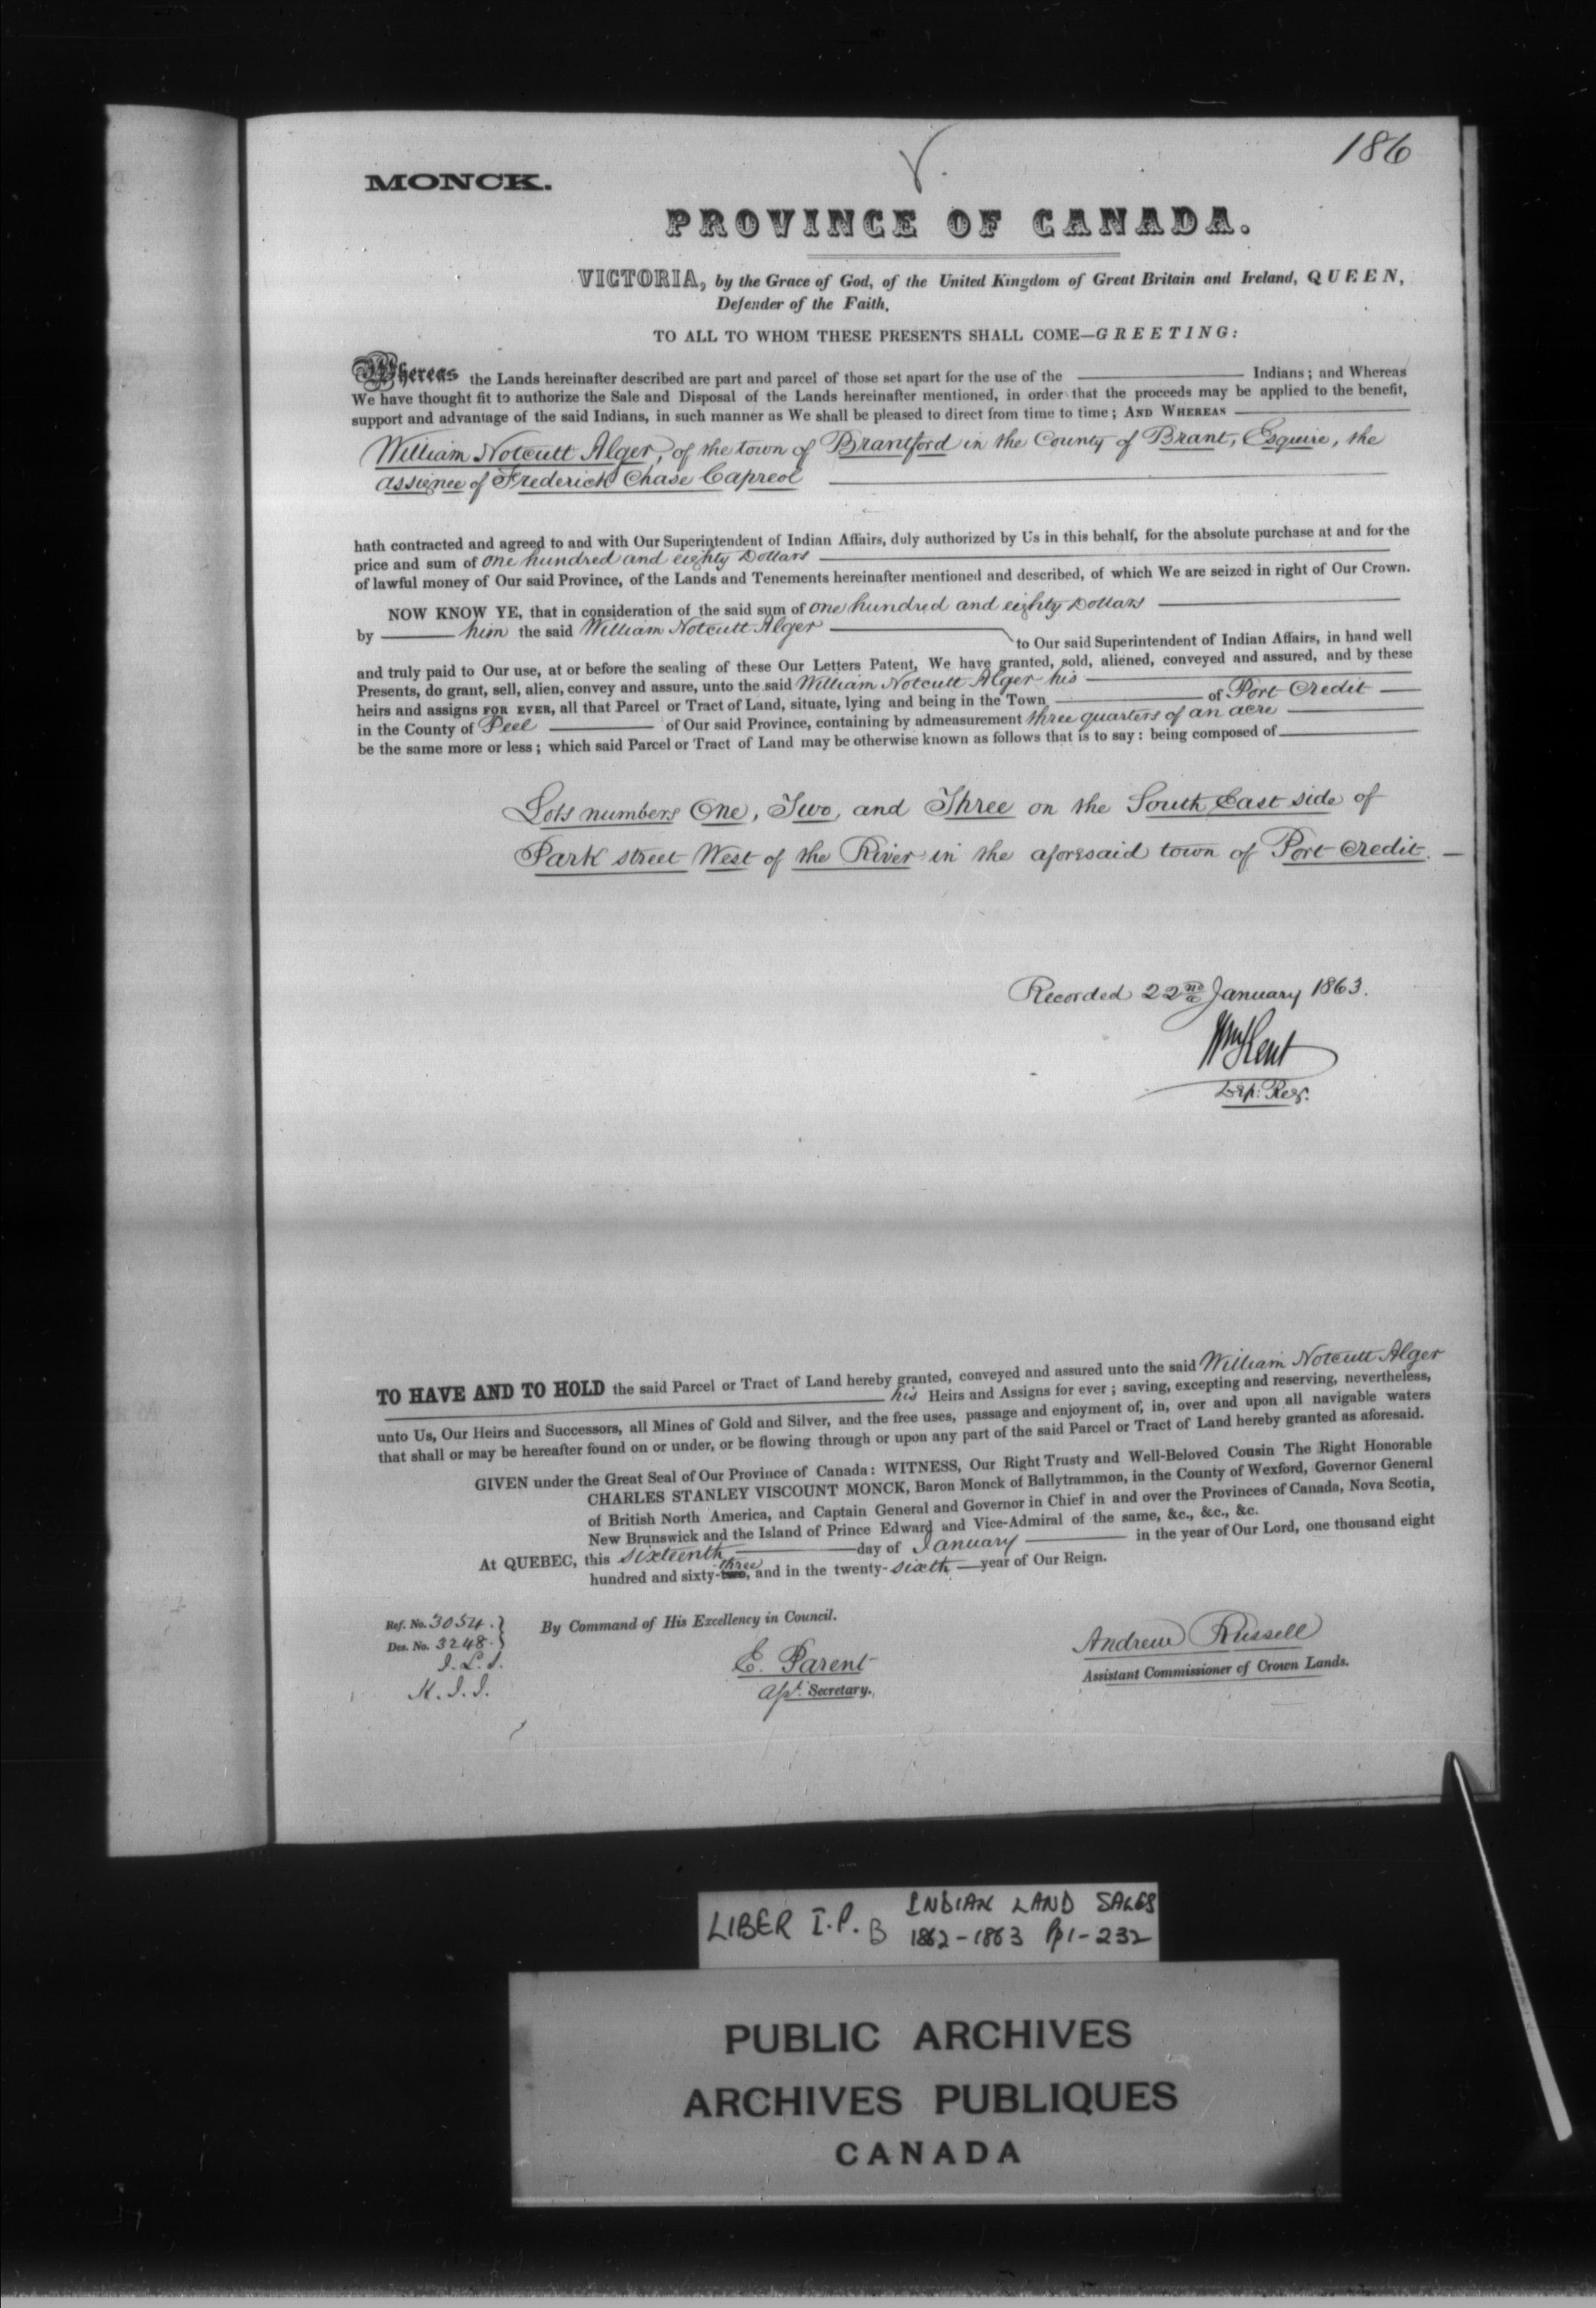 186
MONCK.
PROVINCE OF CANADA.
VICTORIA, by the Grace of God, of the United Kingdom of Great Britain and Ireland, QUEEN,
Defender of the Faith,
TO ALL TO WHOM THESE PRESENTS SHALL COME—GREETING:
Whereas the Lands hereinafter described are part and parcel of those set apart for the use of the Indians; and Whereas
We have thought fit to authorize the Sale and Disposal of the Lands hereinafter mentioned, in order that the proceeds may be applied to the benefit,
support and advantage of the said Indians, in such manner as We shall be pleased to direct from time to time; AND WHEREAS
William Notcutt Alger, of the town of Brantford in the County of Brant, Esquire, the
assignee of Frederick Chase Capreol
hath contracted and agreed to and with Our Superintendent of Indian Affairs, duly authorized by Us in this behalf, for the absolute purchase at and for the
price and sum of one hundred and eighty Dollars
of lawful money of Our said Province, of the Lands and Tenements hereinafter mentioned and described, of which We are seized in right of Our Crown.
NOW KNOW YE, that in consideration of the said sum of one hundred and eighty Dollars
by him the said William Notcutt Alger to Our said Superintendent of Indian Affairs, in hand well
and truly paid to Our use, at or before the sealing of these Our Letters Patent, We have granted, sold, aliened, conveyed and assured, and by these
Presents, do grant, sell, alien, convey and assure, unto the said William Notcutt Alger his
heirs and assigns FOR EVER, all that Parcel or Tract of Land, situate, lying and being in the Town of Port Credit
in the County of Peel of Our said Province, containing by admeasurement three quarters of an acre
be the same more or less; which said Parcel or Tract of Land may be otherwise known as follows that is to say: being composed of
Lots numbers One, Two, and Three on the South East side of
Park street West of the River in the aforesaid town of Port Credit.
Recorded 22nd January 1863.
Wm Kent
Dep: Reg.
TO HAVE AND TO HOLD the said Parcel or Tract of Land hereby granted, conveyed and assured unto the said William Notcutt Alger
his Heirs and Assigns for ever; saving, excepting and reserving, nevertheless,
unto Us, Our Heirs and Successors, all Mines of Gold and Silver, and the free uses, passage and enjoyment of, in, over and upon all navigable waters
that shall or may be hereafter found on or under, or be flowing through or upon any part of the said Parcel or Tract of Land hereby granted as aforesaid.
GIVEN under the Great Seal of Our Province of Canada: WITNESS, Our Right Trusty and Well-Beloved Cousin The Right Honorable
CHARLES STANLEY VISCOUNT MONCK, Baron Monck of Ballytrammon, in the County of Wexford, Governor General
of British North America, and Captain General and Governor in Chief in and over the Provinces of Canada, Nova Scotia,
New Brunswick and the Island of Prince Edward and Vice-Admiral of the same, &c., &c., &c.
At QUEBEC, this sixteenth day of January in the year of Our Lord, one thousand eight
hundred and sixty-two, three and in the twenty-sixth year of Our Reign.
Ref. No. 3054.
Des. No. 3248.
By Command of His Excellency in Council.
E. Parent
Ast. Secretary.
Andrew Russell
Assistant Commissioner of Crown Lands.
LIBER I.P. B INDIAN LAND SALES
1862-1863 Pp 1-232
PUBLIC ARCHIVES
ARCHIVES PUBLIQUES
CANADA